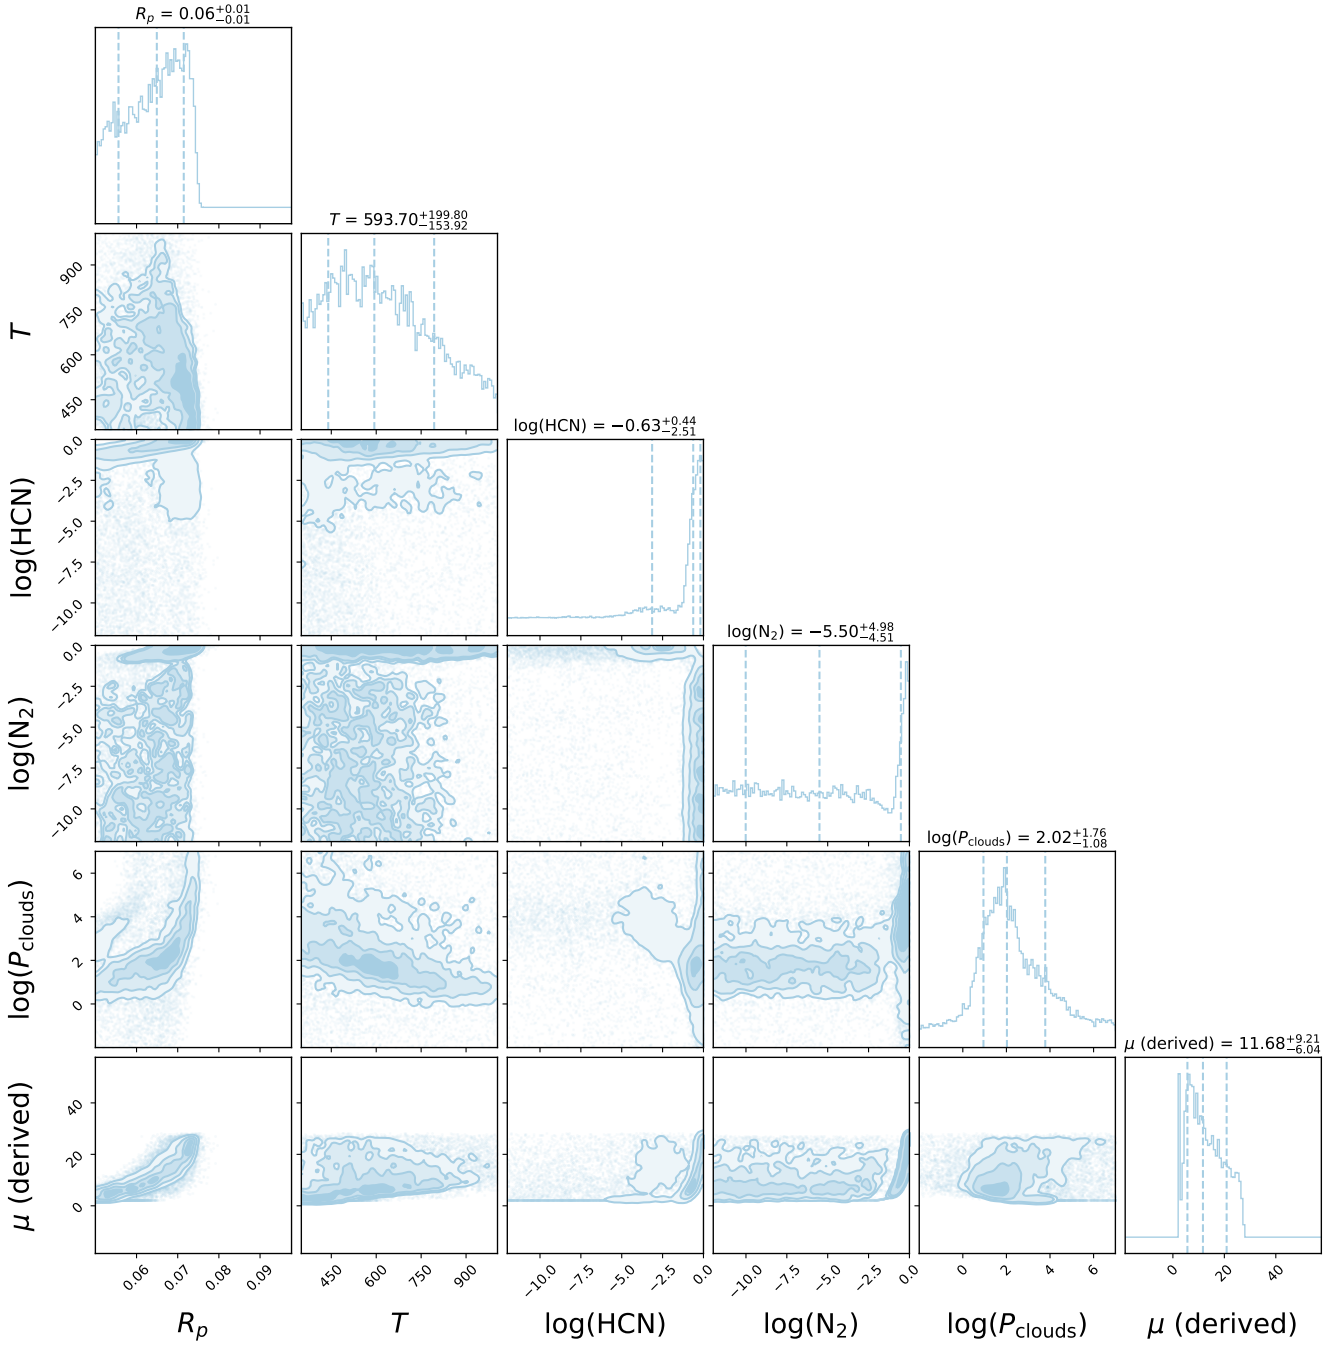 R_p = 0.06^{+0.01}_{-0.01}
T = 593.70^{+199.80}_{-153.92}
900
750
600
450
T
log(HCN) = −0.63^{+0.44}_{-2.51}
0.0
−2.5
−5.0
−7.5
−10.0
log(HCN)
log(N₂) = −5.50^{+4.98}_{-4.51}
0.0
−2.5
−5.0
−7.5
−10.0
log(N₂)
log(P_clouds) = 2.02^{+1.76}_{-1.08}
6
4
2
0
log(P_clouds)
μ (derived) = 11.68^{+9.21}_{-6.04}
40
20
0
μ (derived)
0.06 0.07 0.08 0.09
450 600 750 900
−10.0 −7.5 −5.0 −2.5 0.0
−10.0 −7.5 −5.0 −2.5 0.0
0 2 4 6
0 20 40
R_p
T
log(HCN)
log(N₂)
log(P_clouds)
μ (derived)